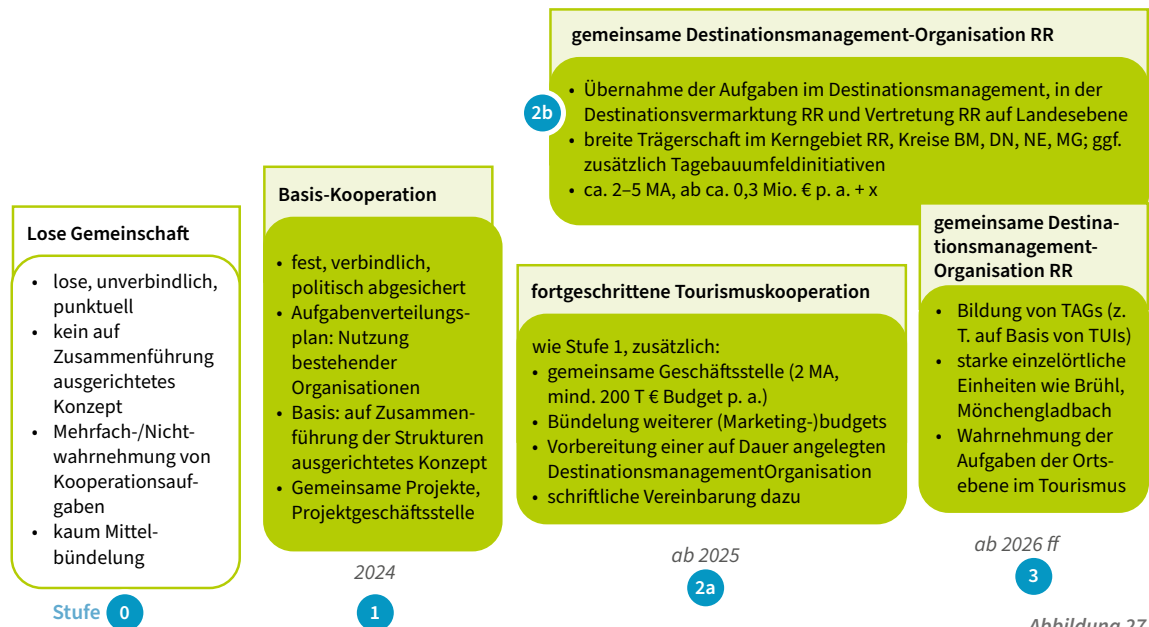 gemeinsame Destinationsmanagement-Organisation RR
• Übernahme der Aufgaben im Destinationsmanagement, in der
Destinationsvermarktung RR und Vertretung RR auf Landesebene
• breite Trägerschaft im Kerngebiet RR, Kreise BM, DN, NE, MG; ggf.
zusätzlich Tagebauumfeldinitiativen
• ca. 2–5 MA, ab ca. 0,3 Mio. € p. a. + x
2b
Lose Gemeinschaft
• lose, unverbindlich,
punktuell
• kein auf
Zusammenführung
ausgerichtetes
Konzept
• Mehrfach-/Nicht-
wahrnehmung von
Kooperationsauf-
gaben
• kaum Mittel-
bündelung
Stufe 0
Basis-Kooperation
• fest, verbindlich,
politisch abgesichert
• Aufgabenverteilungs-
plan: Nutzung
bestehender
Organisationen
• Basis: auf Zusammen-
führung der Strukturen
ausgerichtetes Konzept
• Gemeinsame Projekte,
Projektgeschäftsstelle
2024
1
fortgeschrittene Tourismuskooperation
wie Stufe 1, zusätzlich:
• gemeinsame Geschäftsstelle (2 MA,
mind. 200 T € Budget p. a.)
• Bündelung weiterer (Marketing-)budgets
• Vorbereitung einer auf Dauer angelegten
DestinationsmanagementOrganisation
• schriftliche Vereinbarung dazu
ab 2025
2a
gemeinsame Destina-
tionsmanagement-
Organisation RR
• Bildung von TAGs (z.
T. auf Basis von TUIs)
• starke einzelörtliche
Einheiten wie Brühl,
Mönchengladbach
• Wahrnehmung der
Aufgaben der Orts-
ebene im Tourismus
ab 2026 ff
3
Abbildung 27